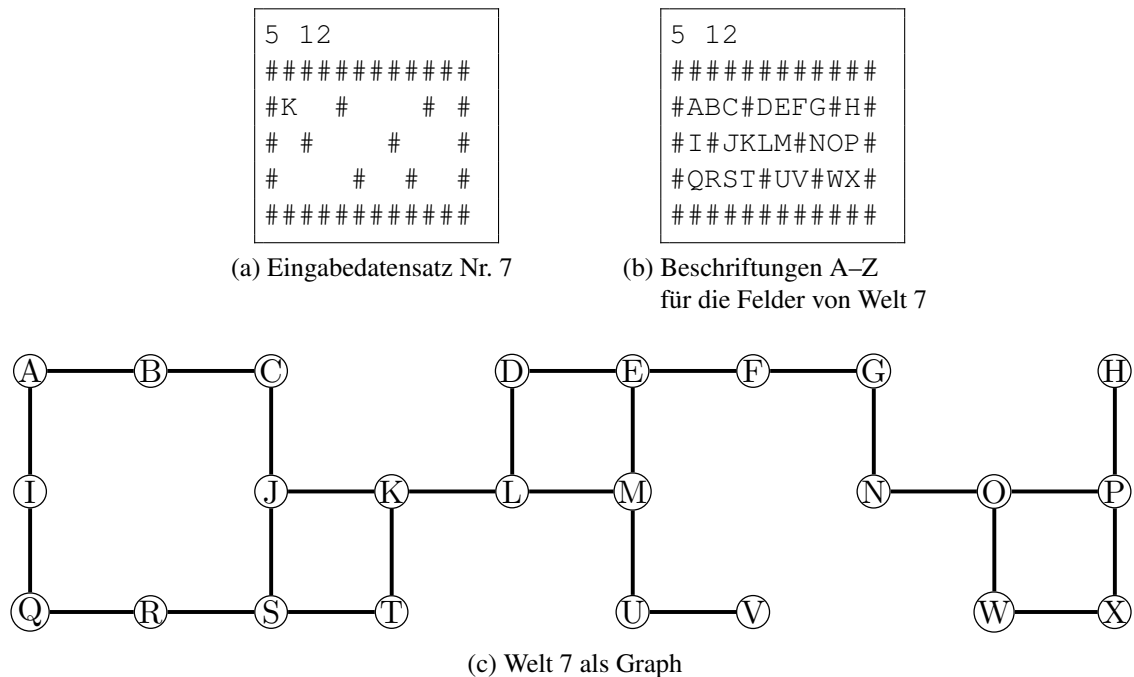 5 12
############
#K  #    # #
# #    #   #
#    #  #  #
############
(a) Eingabedatensatz Nr. 7
5 12
############
#ABC#DEFG#H#
#I#JKLM#NOP#
#QRST#UV#WX#
############
(b) Beschriftungen A–Z
für die Felder von Welt 7
A B C D E F G H
I J K L M N O P
Q R S T U V W X
(c) Welt 7 als Graph